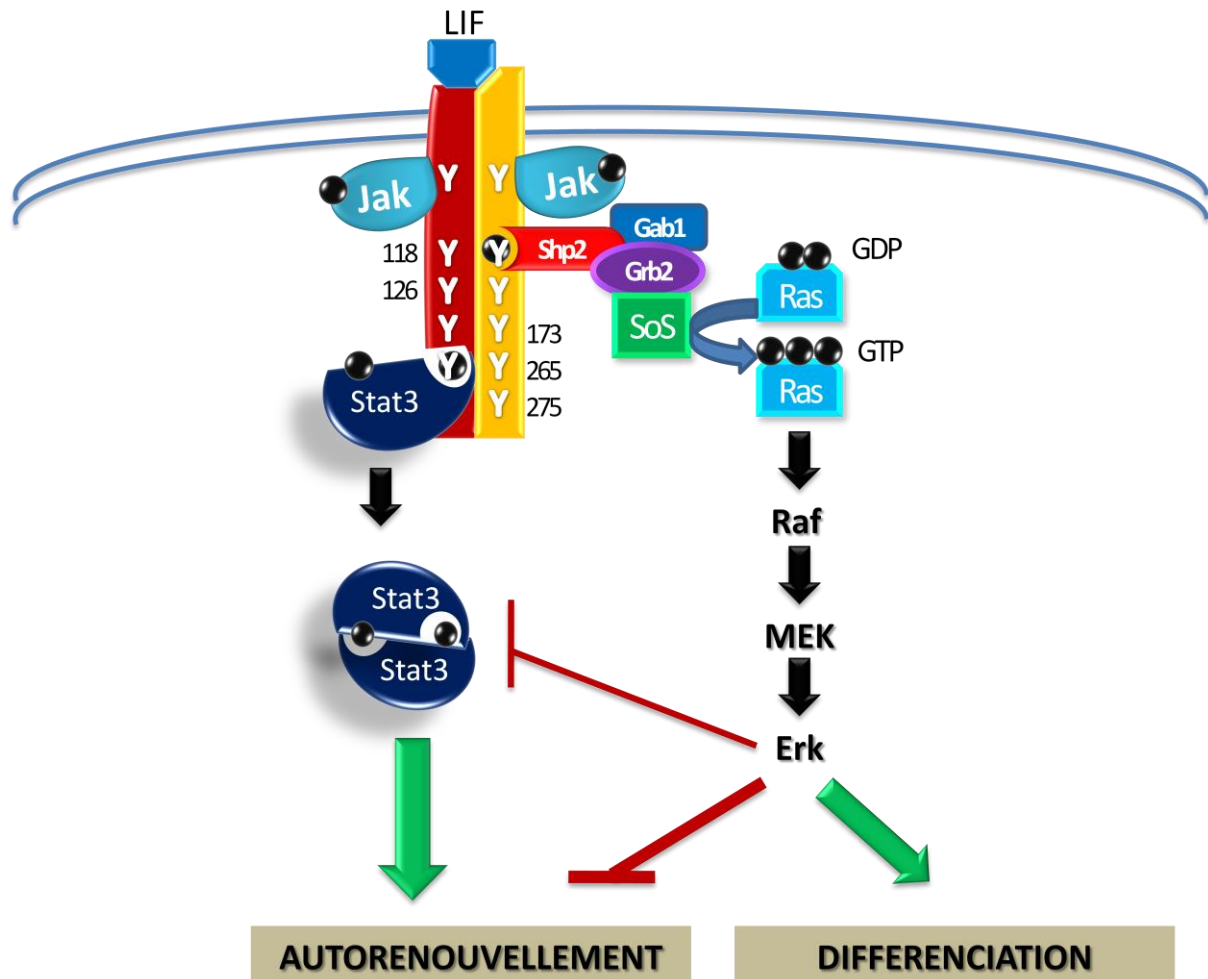 LIF
Jak
Y
Y
Jak
Gab1
118
Y
Y
Shp2
GDP
Grb2
126
Y
Y
Ras
SoS
Y
Y
173
GTP
Y
Y
265
Ras
Stat3
Y
275
Raf
Stat3
MEK
Stat3
Erk
AUTORENOUVELLEMENT
DIFFERENCIATION